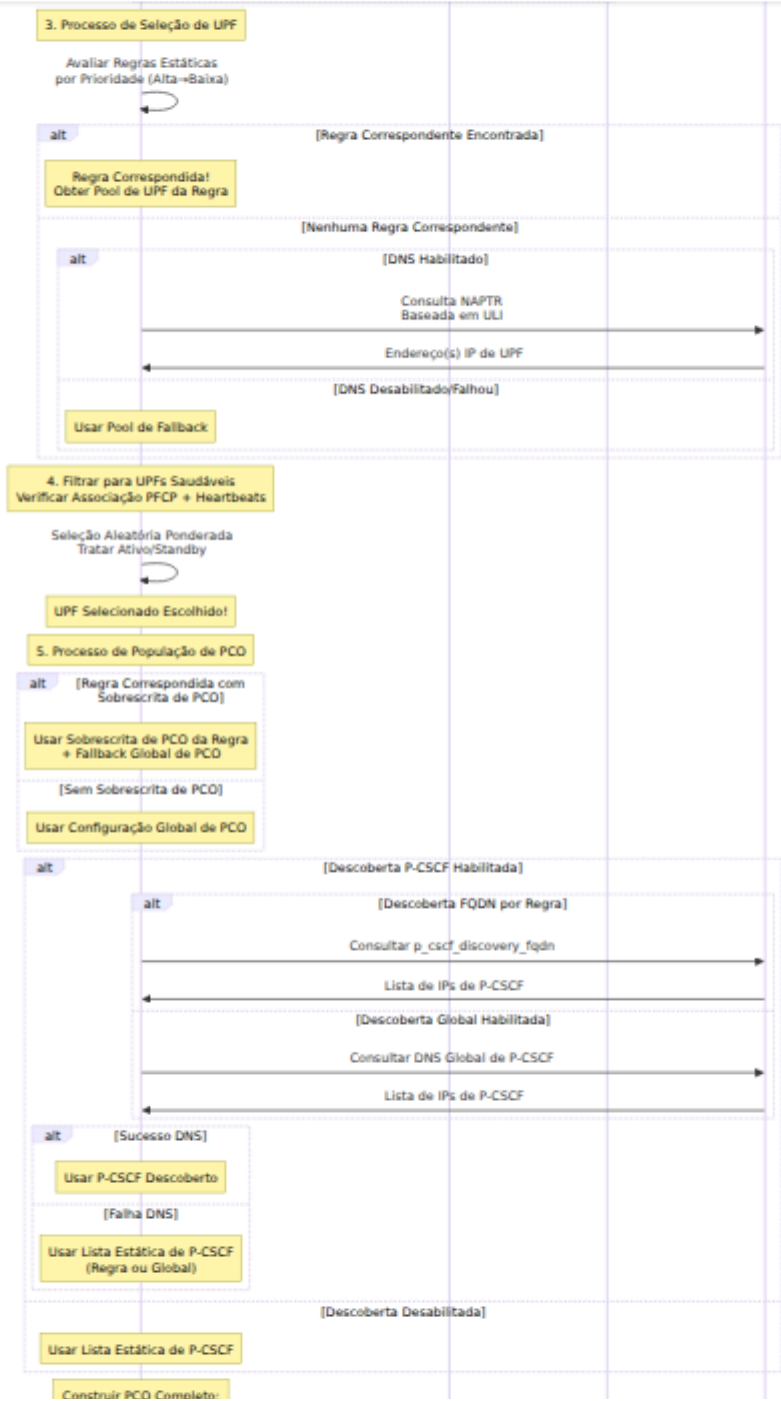 3. Processo de Seleção de UPF
Avaliar Regras Estáticas
por Prioridade (Alta→Baixa)
alt
[Regra Correspondente Encontrada]
Regra Correspondida!
Obter Pool de UPF da Regra
[Nenhuma Regra Correspondente]
alt
[DNS Habilitado]
Consulta NAPTR
Baseada em ULI
Endereço(s) IP de UPF
[DNS Desabilitado/Falhou]
Usar Pool de Fallback
4. Filtrar para UPFs Saudáveis
Verificar Associação PFCP + Heartbeats
Seleção Aleatória Ponderada
Tratar Ativo/Standby
UPF Selecionado Escolhido!
5. Processo de População de PCO
alt
[Regra Correspondida com
Sobrescrita de PCO]
Usar Sobrescrita de PCO da Regra
+ Fallback Global de PCO
[Sem Sobrescrita de PCO]
Usar Configuração Global de PCO
alt
[Descoberta P-CSCF Habilitada]
alt
[Descoberta FQDN por Regra]
Consultar p_cscf_discovery_fqdn
Lista de IPs de P-CSCF
[Descoberta Global Habilitada]
Consultar DNS Global de P-CSCF
Lista de IPs de P-CSCF
alt
[Sucesso DNS]
Usar P-CSCF Descoberto
[Falha DNS]
Usar Lista Estática de P-CSCF
(Regra ou Global)
[Descoberta Desabilitada]
Usar Lista Estática de P-CSCF
Construir PCO Completo: